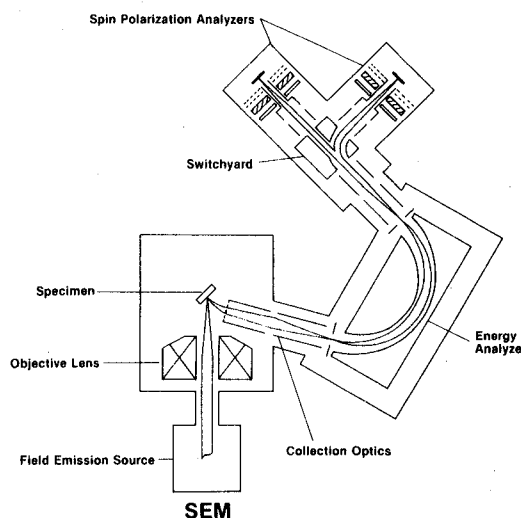 Spin Polarization Analyzers
Switchyard
Specimen
Energy
Analyze
Objective Lens
Collection Optics
Field Emission Source
SEM